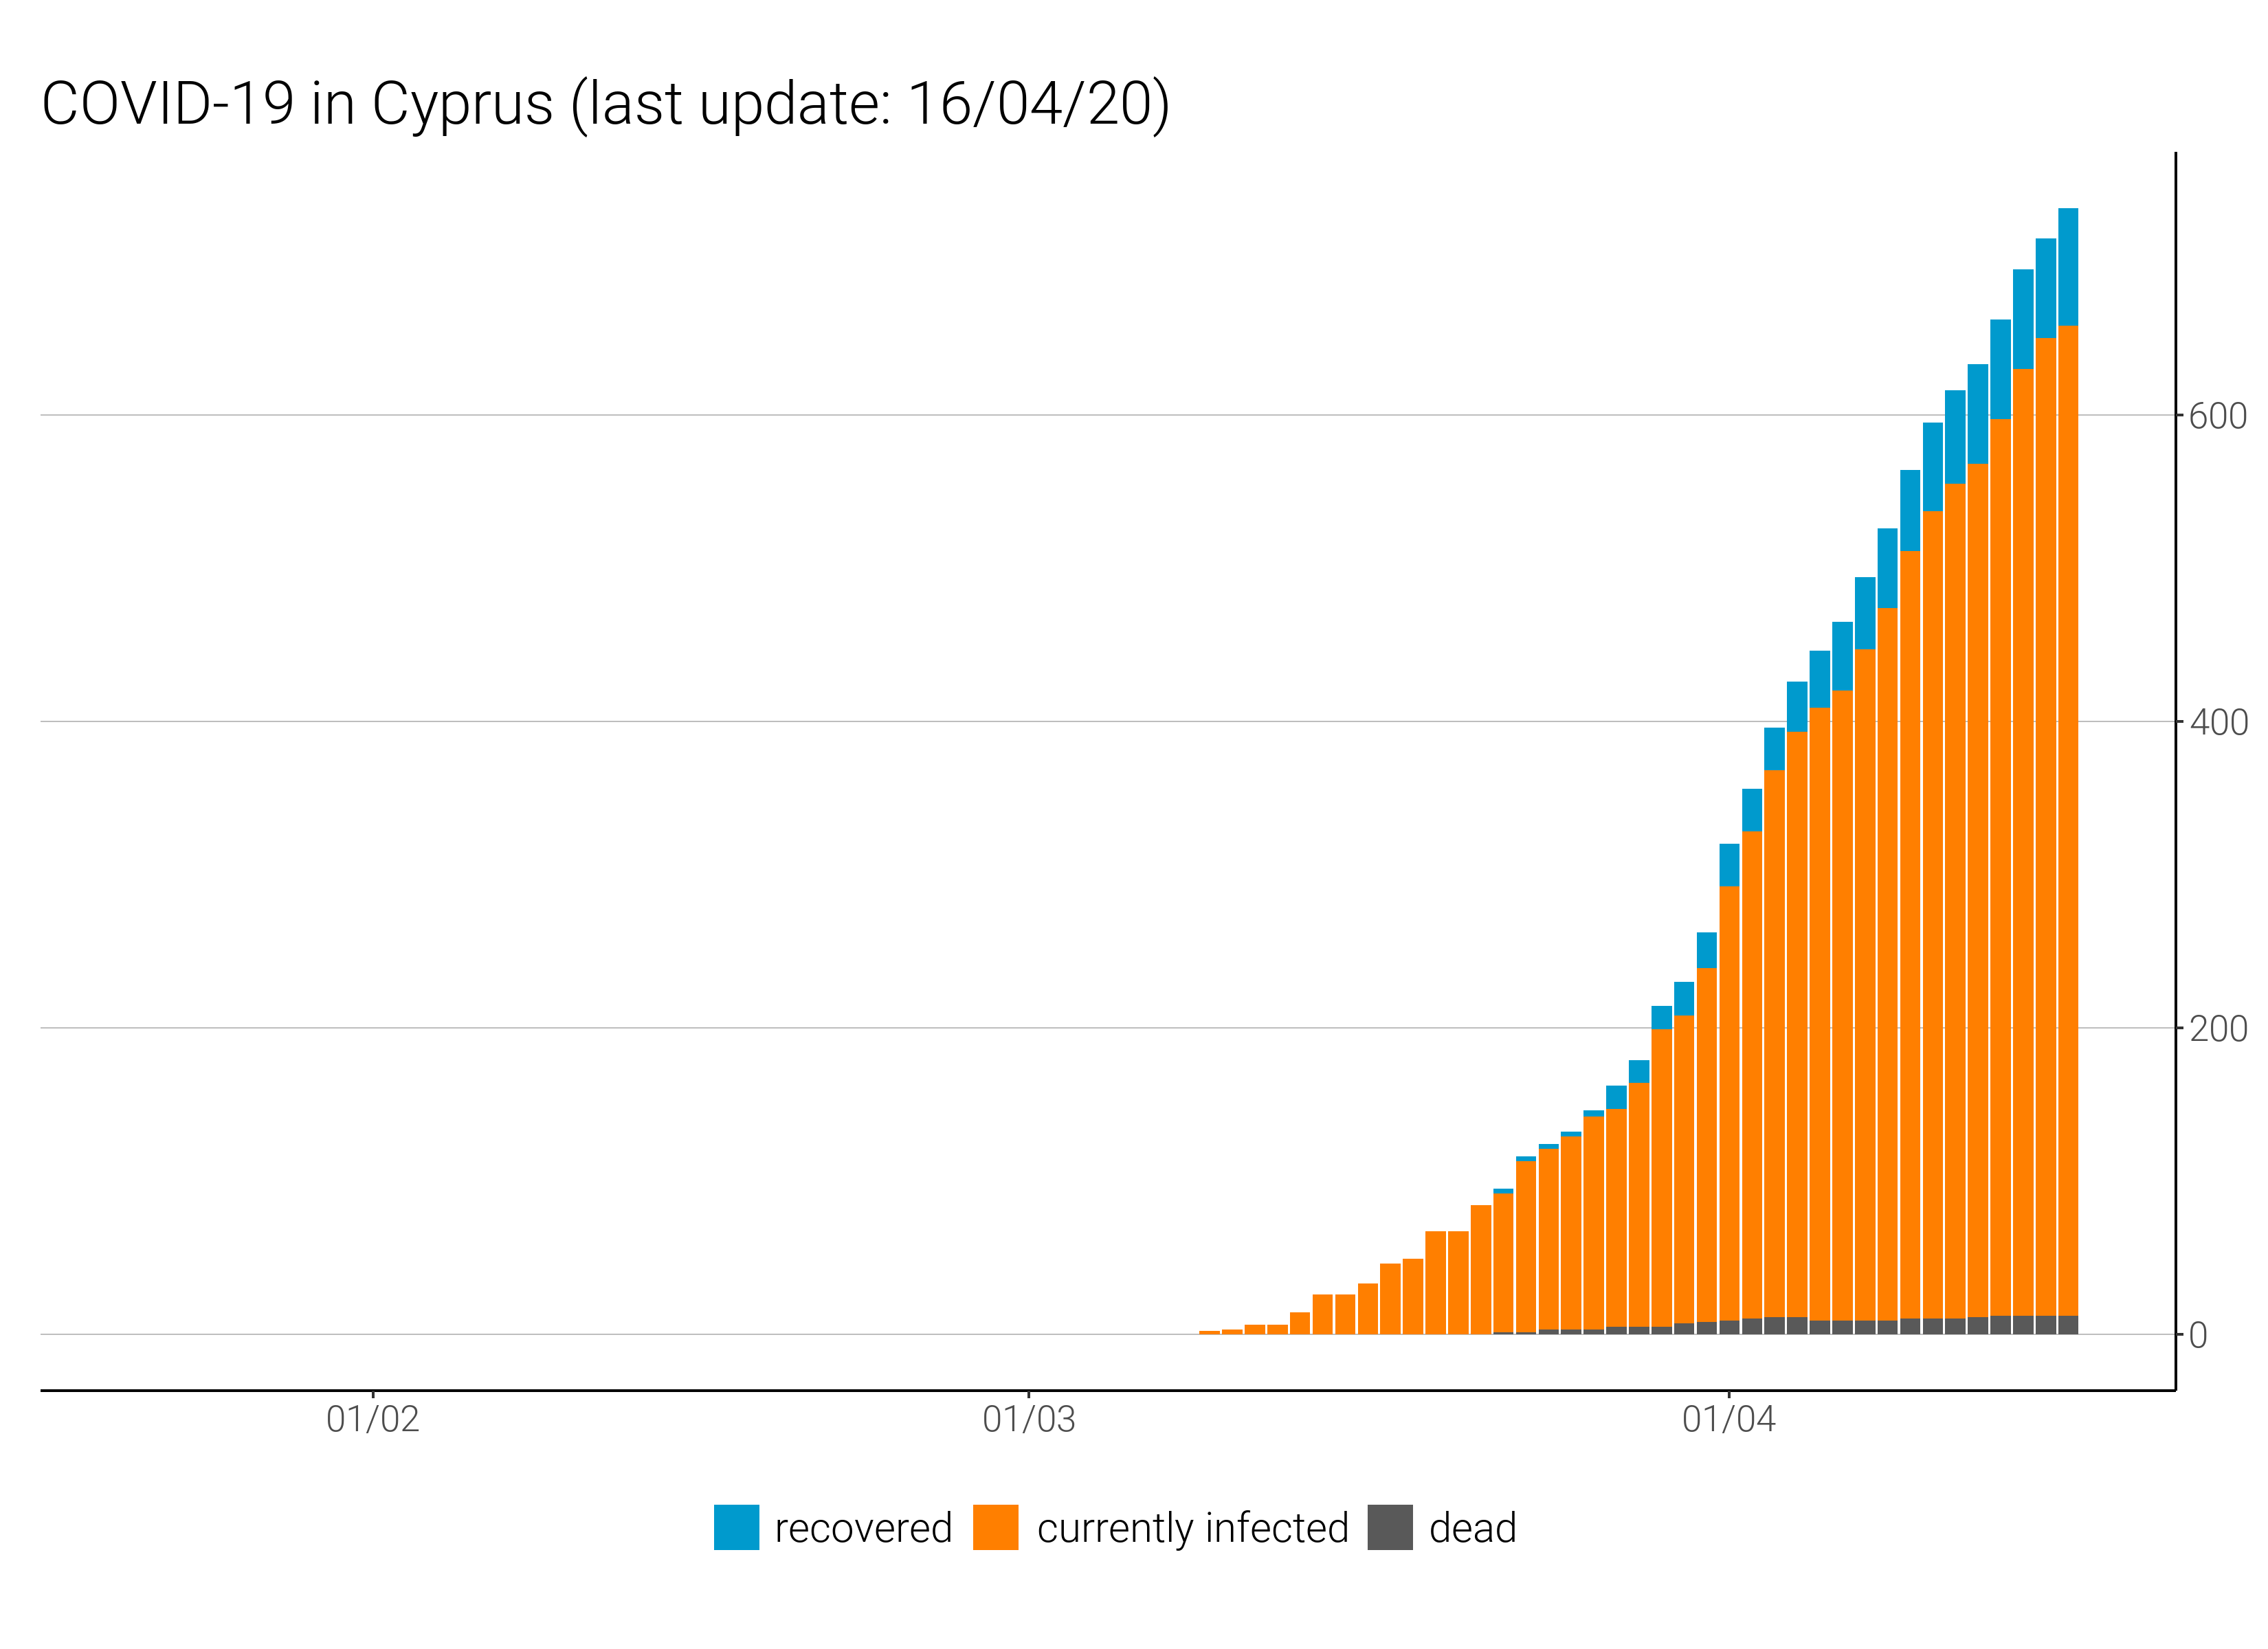 COVID-19 in Cyprus (last update: 16/04/20)
600
400
200
0
01/02 01/03 01/04
recovered currently infected dead